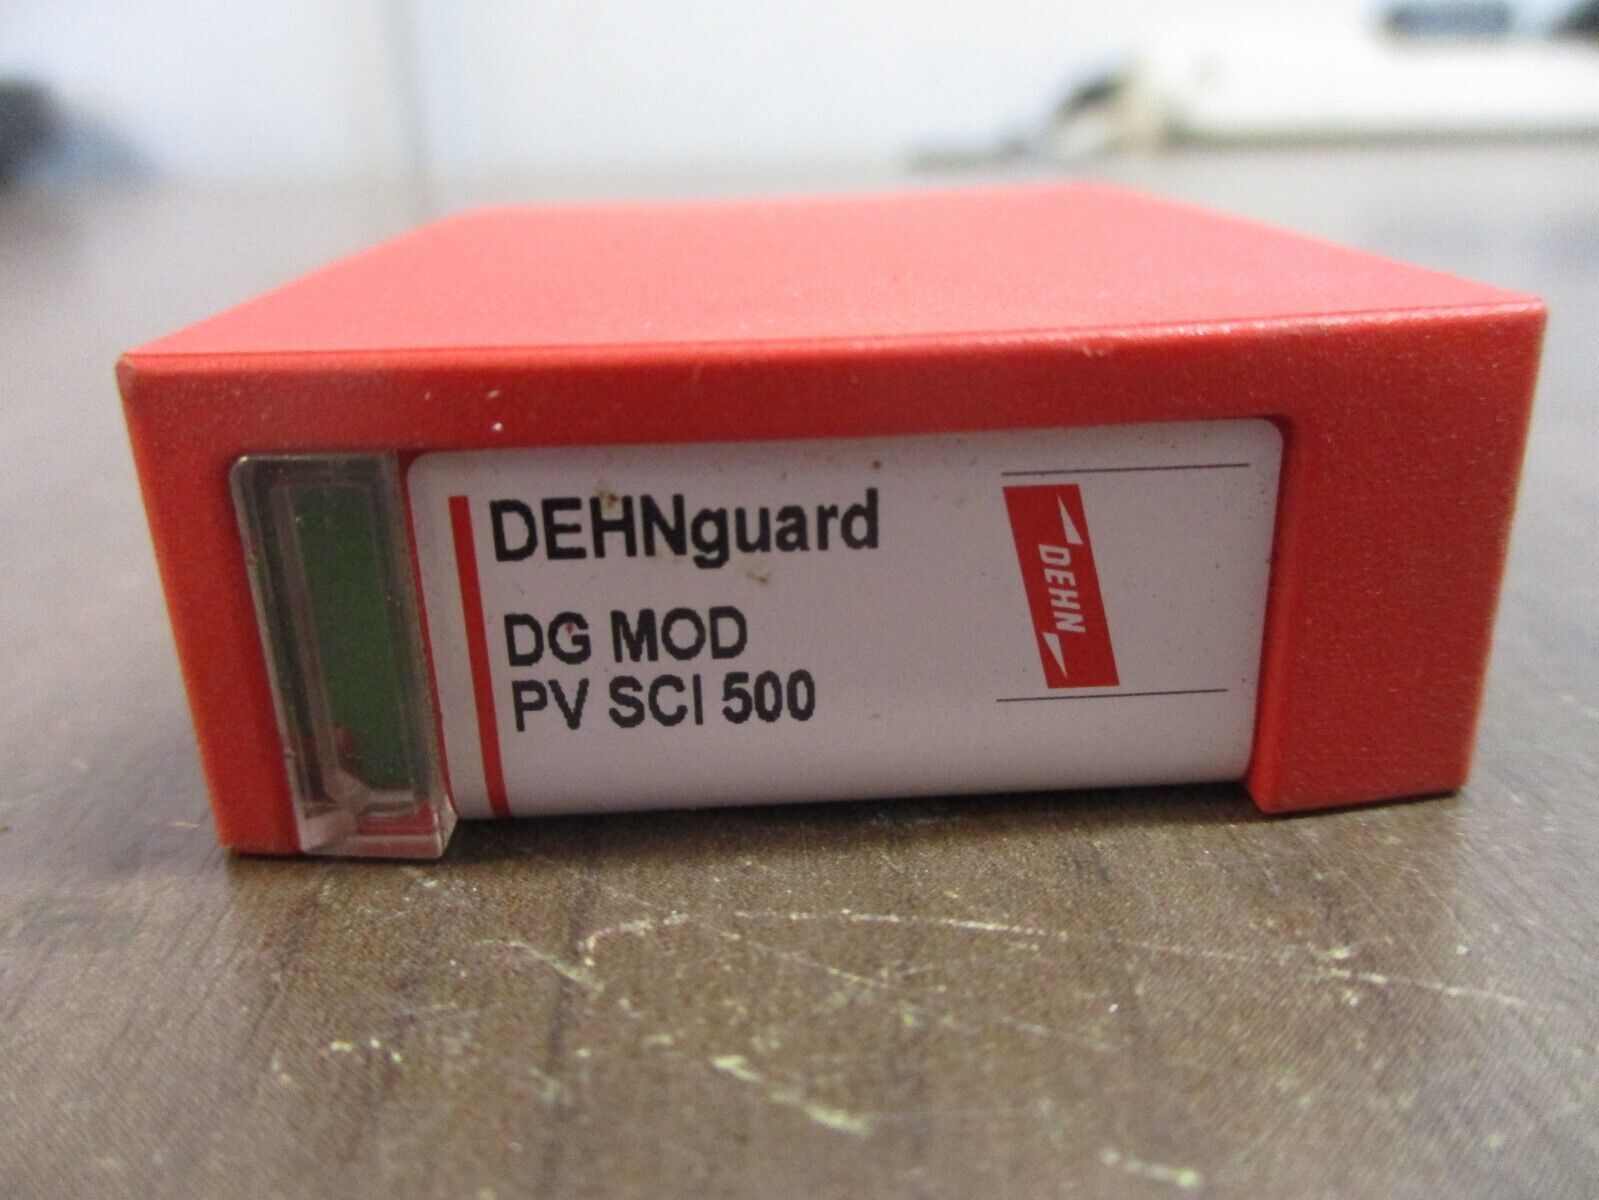 DEHNguard
DG MOD
PV SCI 500
DEHN